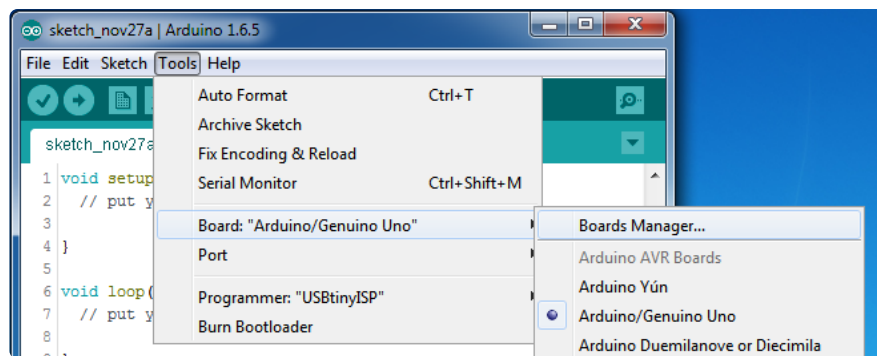 sketch_nov27a | Arduino 1.6.5
File Edit Sketch Tools Help
Auto Format Ctrl+T
Archive Sketch
sketch_nov27a
Fix Encoding & Reload
1 void setup
Serial Monitor Ctrl+Shift+M
2 // put y
3
Board: "Arduino/Genuino Uno"
Boards Manager...
4 }
Port
Arduino AVR Boards
5
Arduino Yún
6 void loop(
Programmer: "USBtinyISP"
Arduino/Genuino Uno
7 // put y
Burn Bootloader
8
Arduino Duemilanove or Diecimila